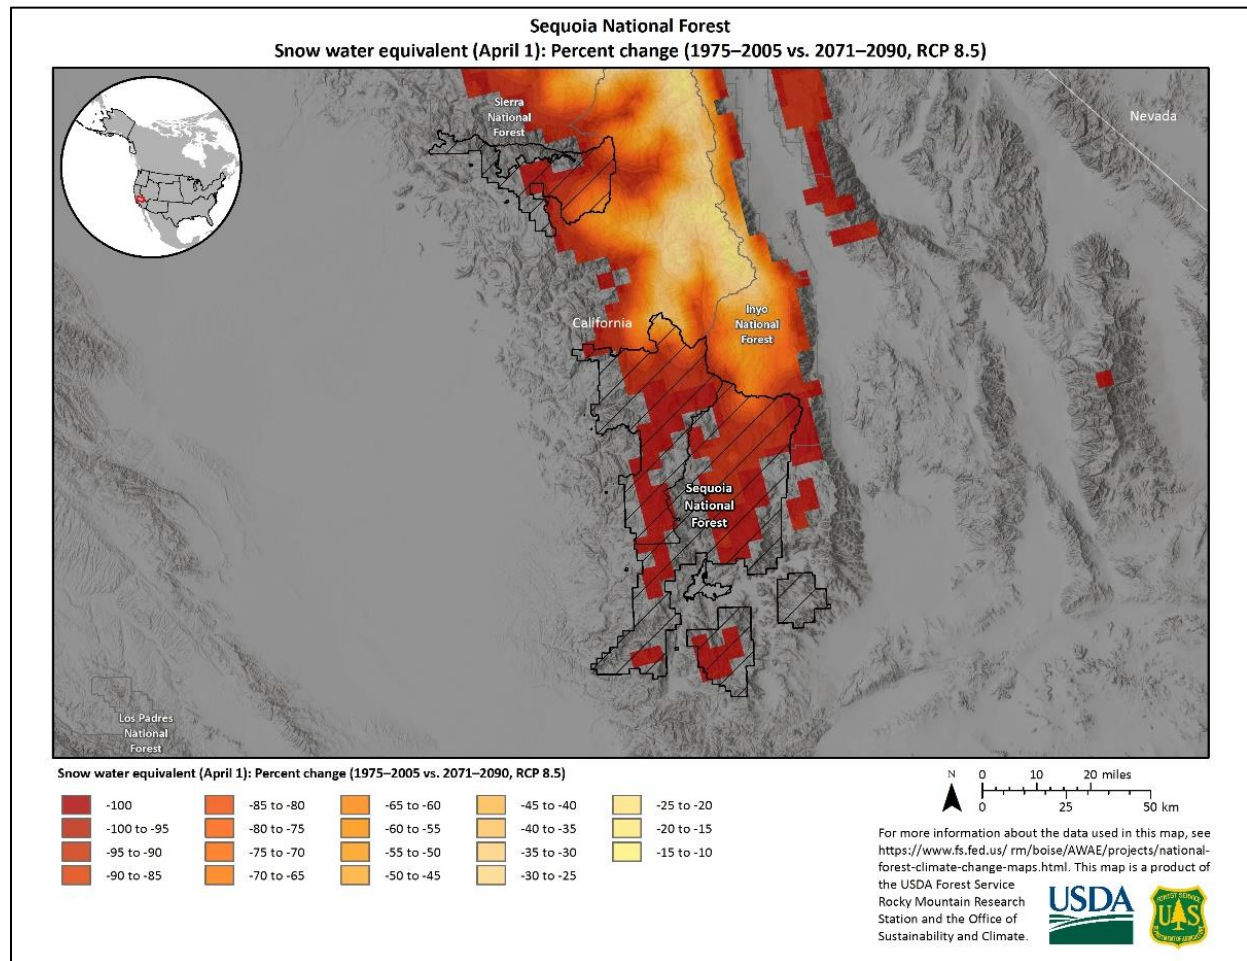 Sequoia National Forest
Snow water equivalent (April 1): Percent change (1975–2005 vs. 2071–2090, RCP 8.5)
Sierra
National
Forest
Nevada
California
Inyo
National
Forest
Sequoia
National
Forest
Los Padres
National
Forest
Snow water equivalent (April 1): Percent change (1975–2005 vs. 2071–2090, RCP 8.5)
-100
-100 to -95
-95 to -90
-90 to -85
-85 to -80
-80 to -75
-75 to -70
-70 to -65
-65 to -60
-60 to -55
-55 to -50
-50 to -45
-45 to -40
-40 to -35
-35 to -30
-30 to -25
-25 to -20
-20 to -15
-15 to -10
N
0 10 20 miles
0 25 50 km
For more information about the data used in this map, see
https://www.fs.fed.us/ rm/boise/AWAE/projects/national-
forest-climate-change-maps.html. This map is a product of
the USDA Forest Service
Rocky Mountain Research
Station and the Office of
Sustainability and Climate.
USDA
FOREST SERVICE
U S
DEPARTMENT OF AGRICULTURE